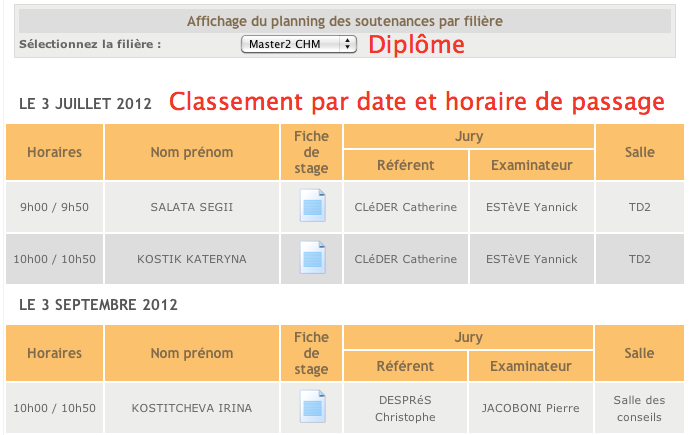 Affichage du planning des soutenances par filière
Sélectionnez la filière : Master2 CHM Diplôme
LE 3 JUILLET 2012 Classement par date et horaire de passage
Horaires Nom prénom Fiche de stage Jury Salle
Référent Examinateur
9h00 / 9h50 SALATA SEGII CLéDER Catherine ESTèVE Yannick TD2
10h00 / 10h50 KOSTIK KATERYNA CLéDER Catherine ESTèVE Yannick TD2
LE 3 SEPTEMBRE 2012
Horaires Nom prénom Fiche de stage Jury Salle
Référent Examinateur
10h00 / 10h50 KOSTITCHEVA IRINA DESPRéS Christophe JACOBONI Pierre Salle des conseils